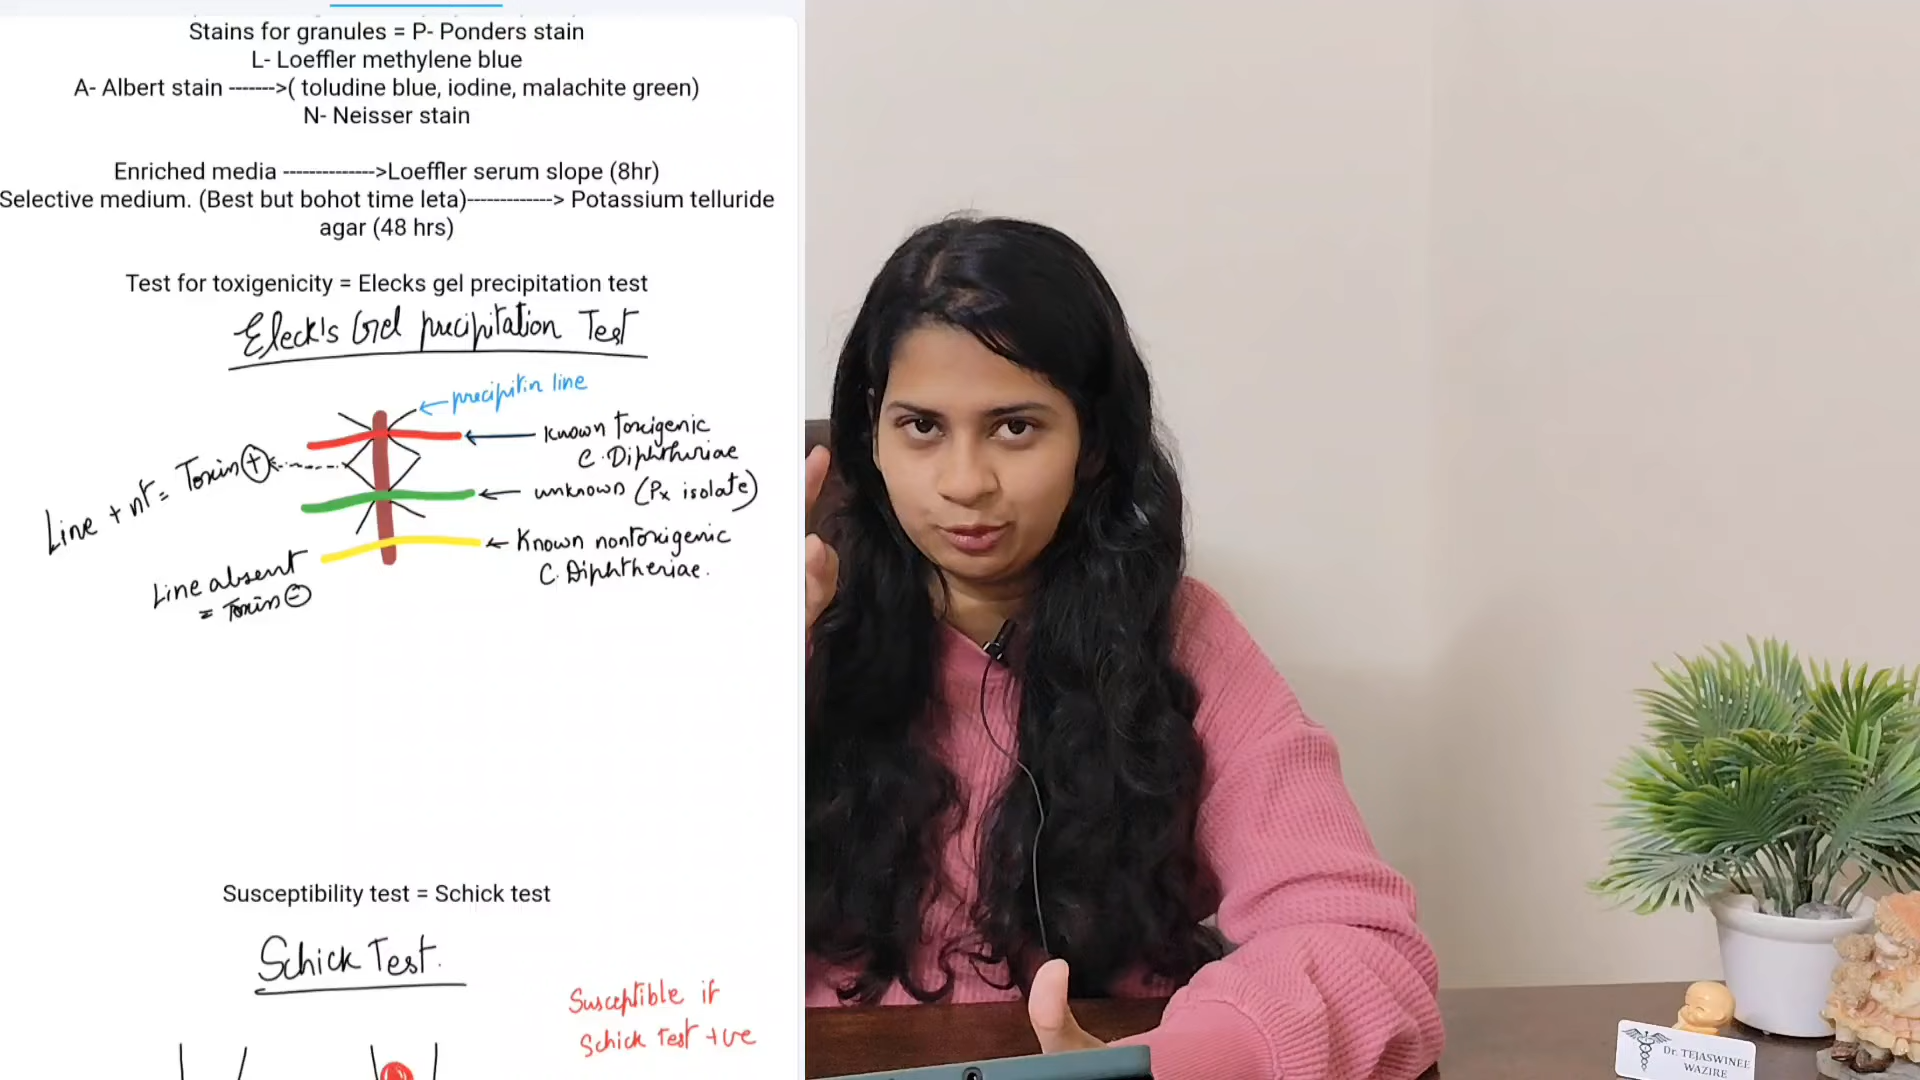 Stains for granules = P- Ponders stain
L- Loeffler methylene blue
A- Albert stain ------->( toludine blue, iodine, malachite green)
N- Neisser stain
Enriched media -------------->Loeffler serum slope (8hr)
Selective medium. (Best but bohot time leta)-------------> Potassium telluride
agar (48 hrs)
Test for toxigenicity = Elecks gel precipitation test
Eleck's Gel precipitation Test
precipitin line
Known Toxigenic
C. Diphtheriae
Line + nt = Toxin +
unknown (Px isolate)
Known nontoxigenic
C. Diphtheriae.
Line absent
= Toxin -
Susceptibility test = Schick test
Schick Test.
Susceptible if
Schick Test +ve
Dr. TEJASWINEE
WAZIRE